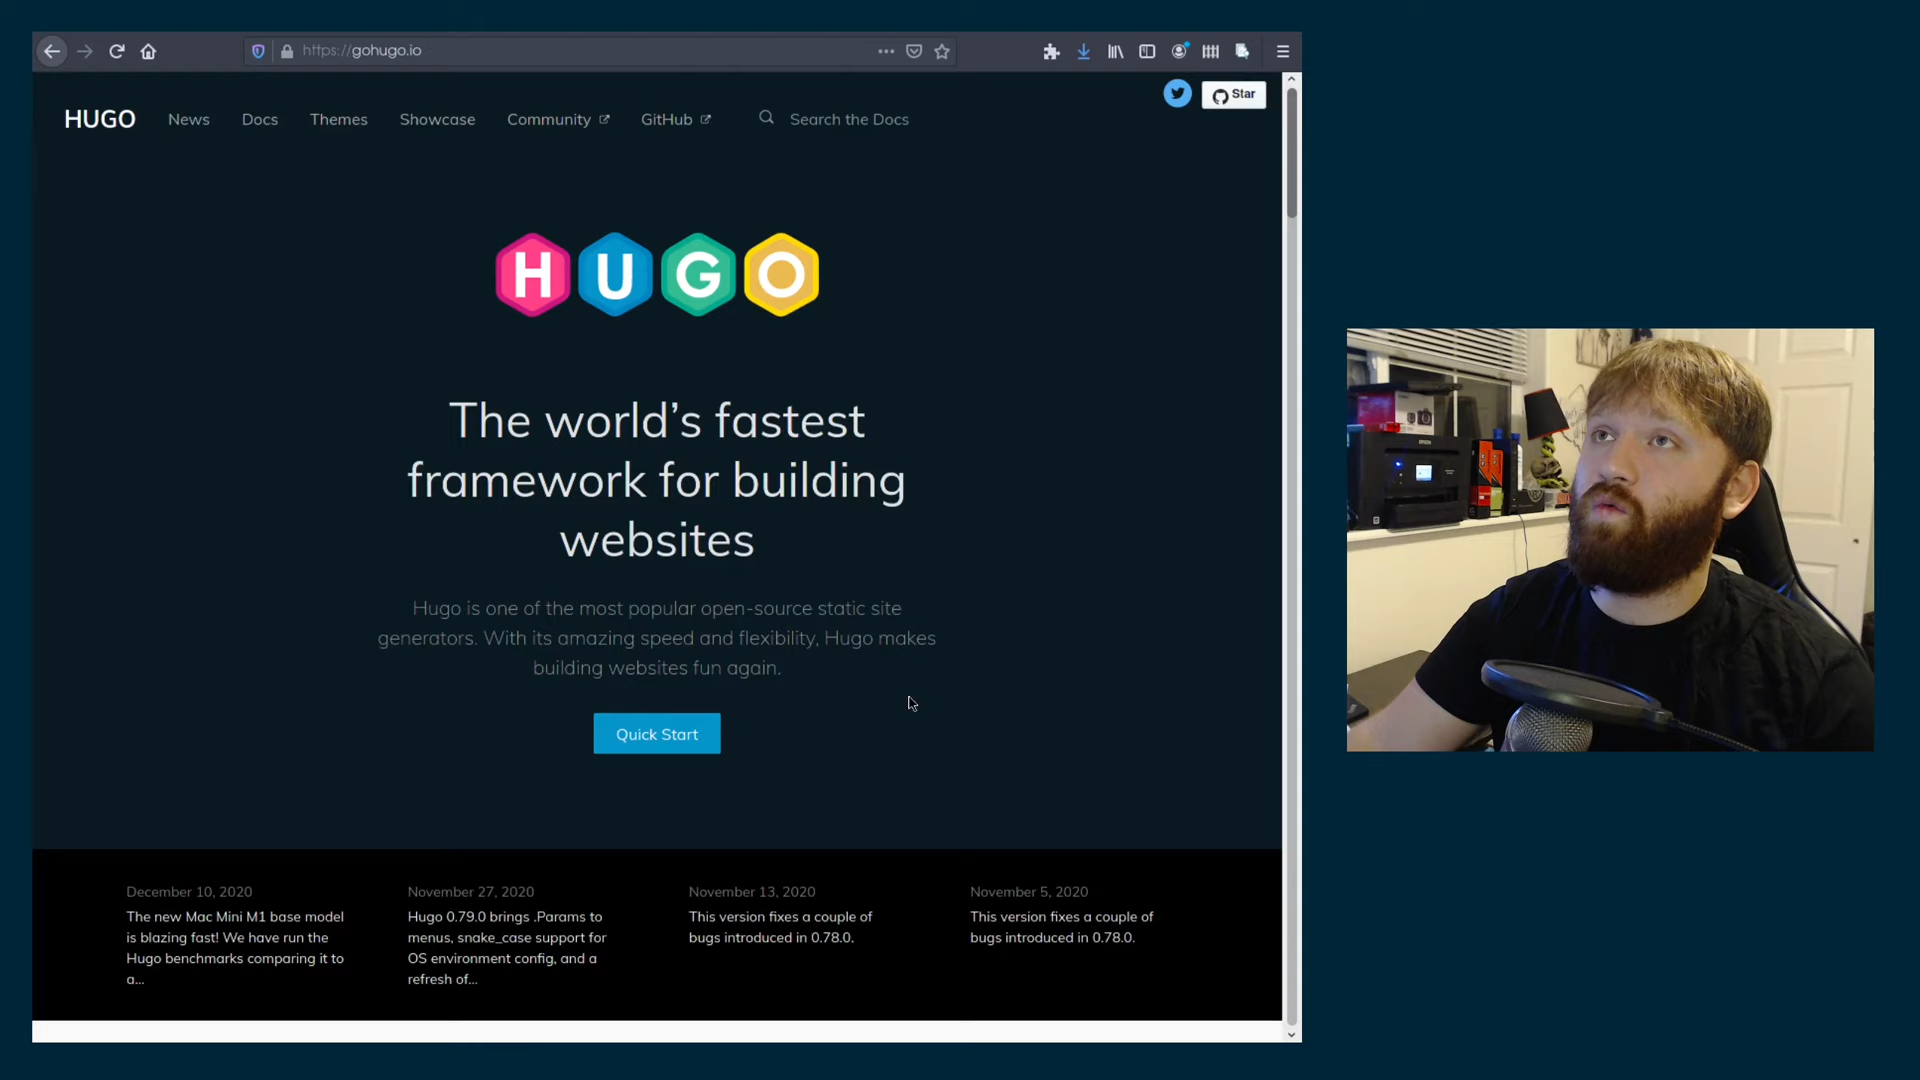 https://gohugo.io
Star
HUGO News Docs Themes Showcase Community GitHub Search the Docs
HUGO
The world’s fastest
framework for building
websites
Hugo is one of the most popular open-source static site
generators. With its amazing speed and flexibility, Hugo makes
building websites fun again.
Quick Start
December 10, 2020
The new Mac Mini M1 base model
is blazing fast! We have run the
Hugo benchmarks comparing it to
a...
November 27, 2020
Hugo 0.79.0 brings .Params to
menus, snake_case support for
OS environment config, and a
refresh of...
November 13, 2020
This version fixes a couple of
bugs introduced in 0.78.0.
November 5, 2020
This version fixes a couple of
bugs introduced in 0.78.0.
EPSON